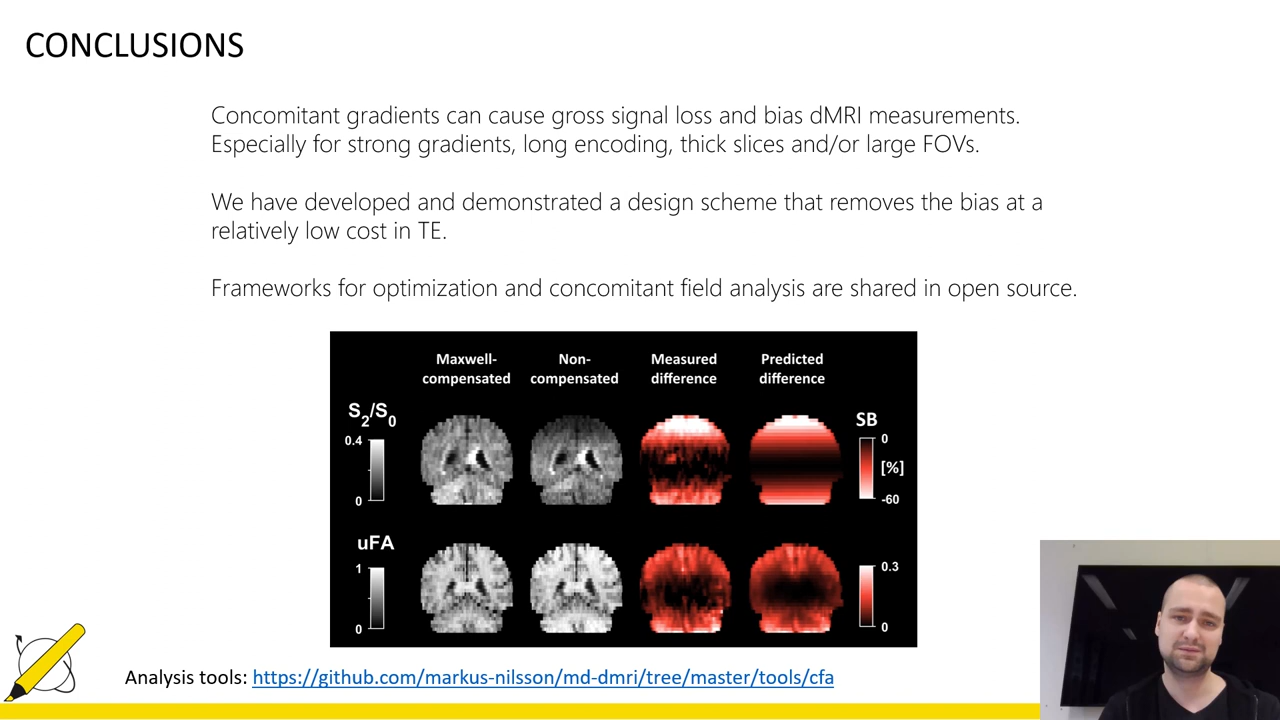 CONCLUSIONS
Concomitant gradients can cause gross signal loss and bias dMRI measurements.
Especially for strong gradients, long encoding, thick slices and/or large FOVs.
We have developed and demonstrated a design scheme that removes the bias at a
relatively low cost in TE.
Frameworks for optimization and concomitant field analysis are shared in open source.
Maxwell-
compensated
Non-
compensated
Measured
difference
Predicted
difference
S2/S0
0.4
0
SB
0
[%]
-60
uFA
1
0
0.3
0
Analysis tools: https://github.com/markus-nilsson/md-dmri/tree/master/tools/cfa